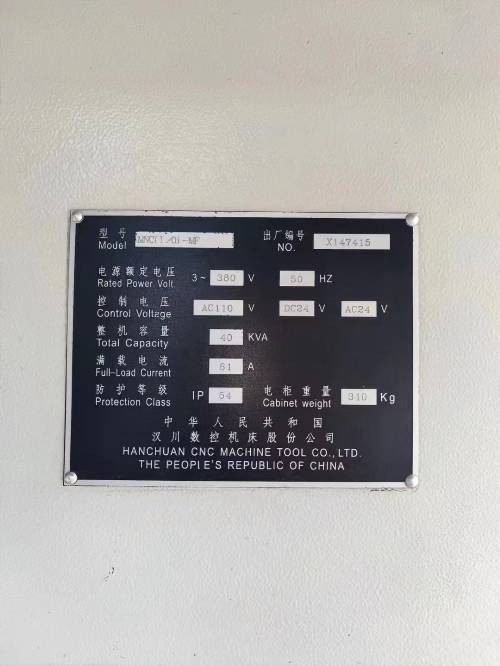 型号 Model MNC(T)/0i-MF 出厂编号 NO. X147415
电源额定电压 Rated Power Volt. 3~ 380 V 50 HZ
控制电压 Control Voltage AC110 V DC24 V AC24 V
整机容量 Total Capacity 40 KVA
满载电流 Full-Load Current 61 A
防护等级 Protection Class IP 54 电柜重量 Cabinet weight 310 Kg
中华人民共和国
汉川数控机床股份公司
HANCHUAN CNC MACHINE TOOL CO., LTD.
THE PEOPLE'S REPUBLIC OF CHINA